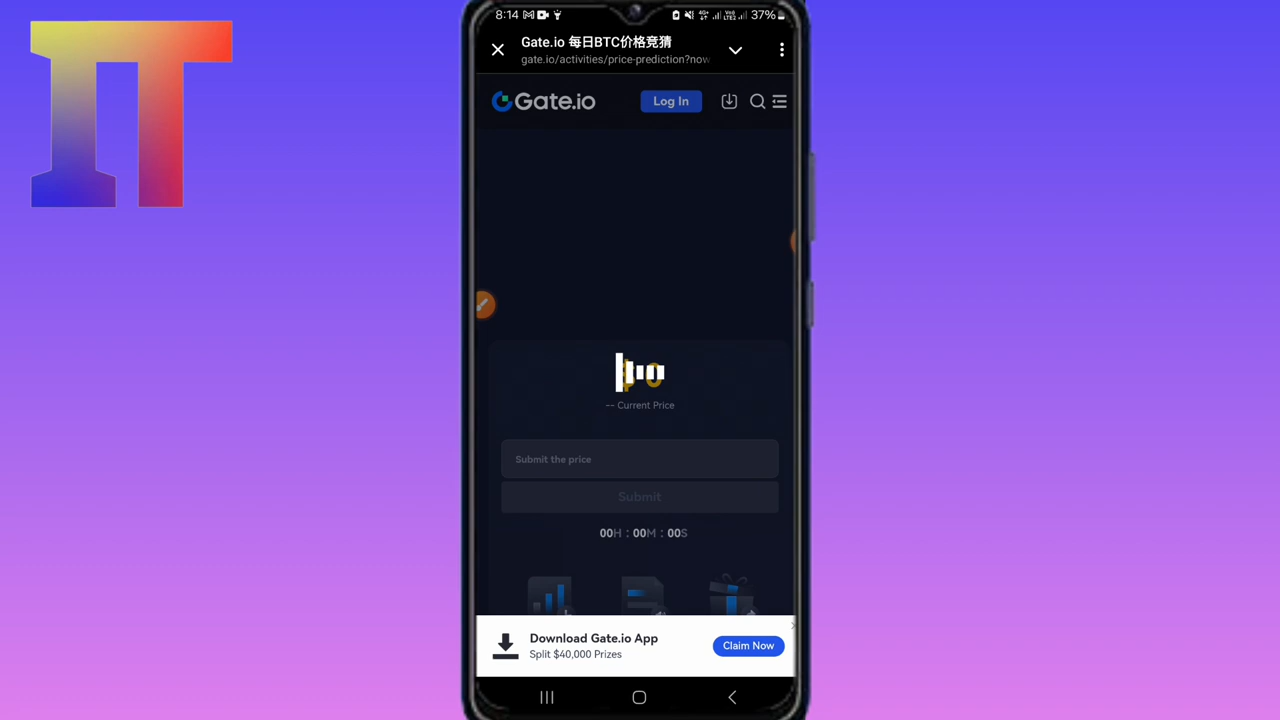 IT
8:14
37%
Gate.io 每日BTC价格竞猜
gate.io/activities/price-prediction?now
Gate.io
Log In
-- Current Price
Submit the price
Submit
00H : 00M : 00S
Download Gate.io App
Split $40,000 Prizes
Claim Now